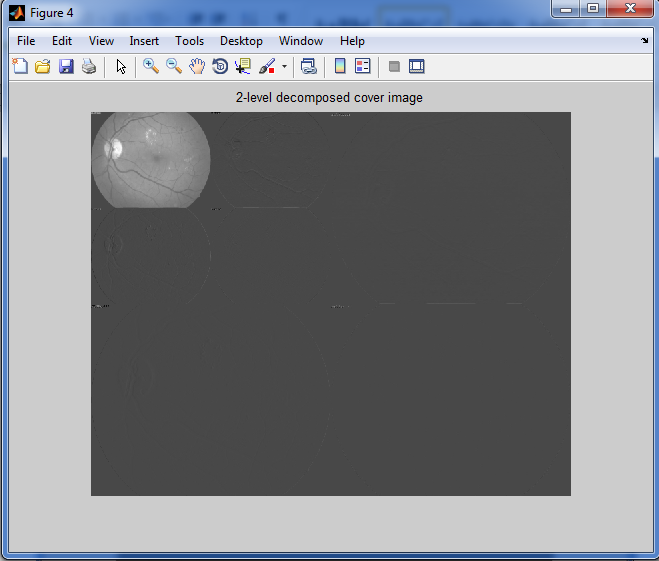 Figure 4
File Edit View Insert Tools Desktop Window Help
2-level decomposed cover image